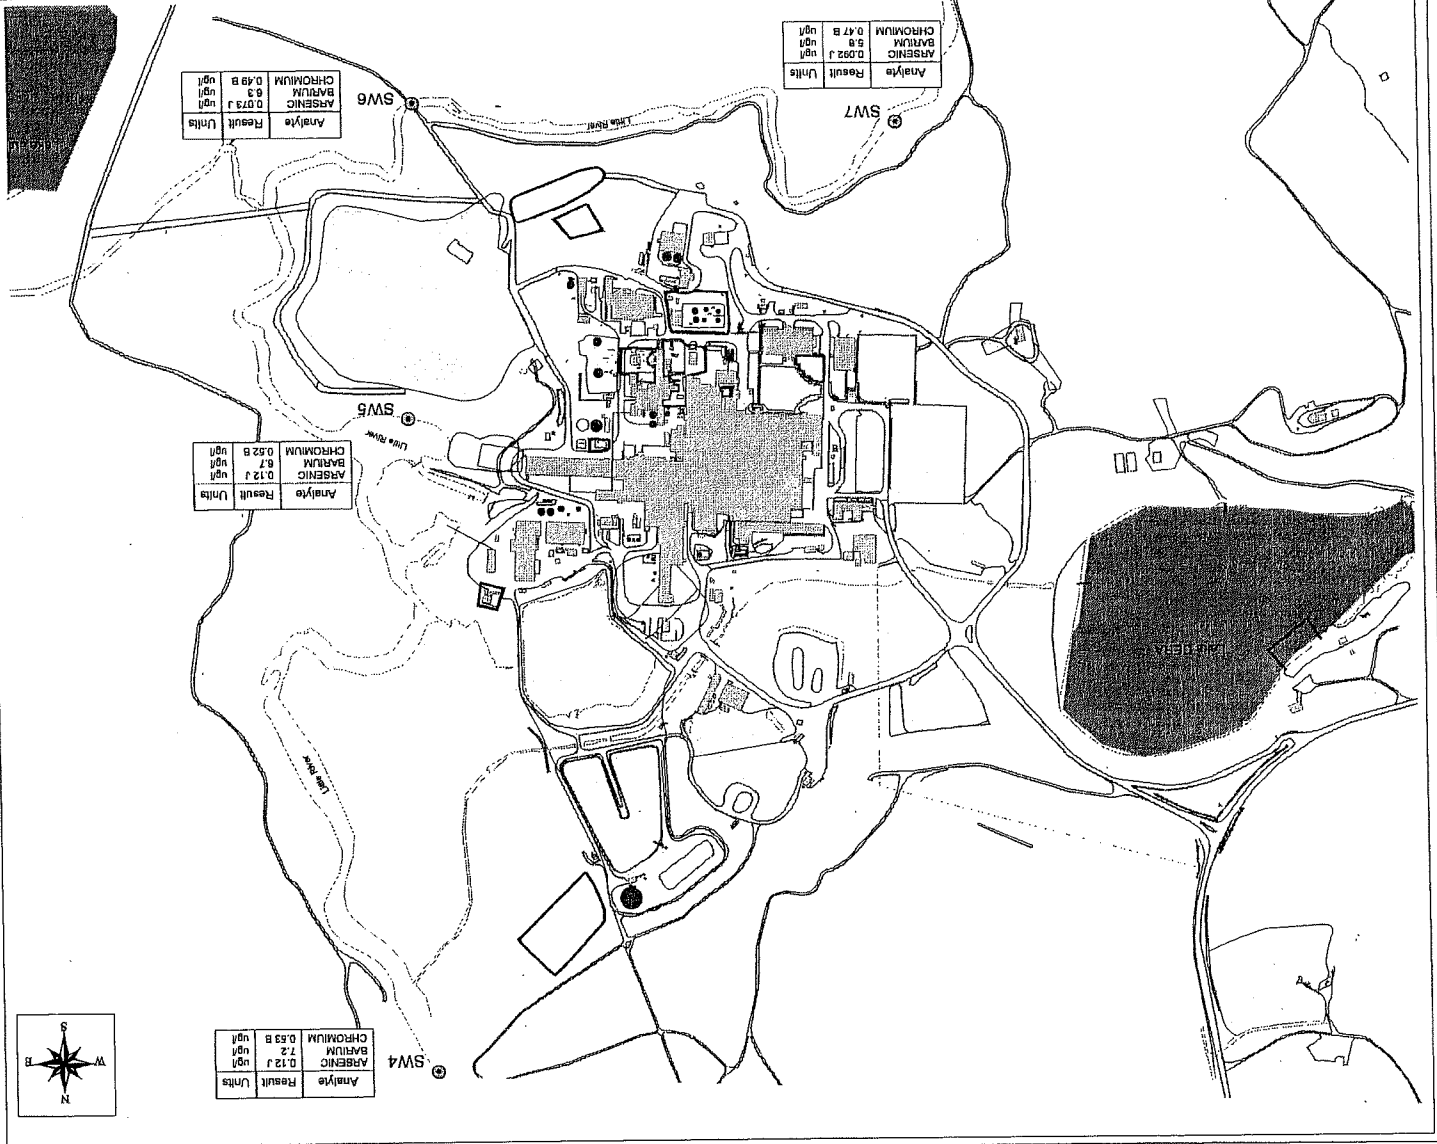 N
W E
S
SW4
Analyte Result Units
ARSENIC 0.12 J ug/l
BARIUM 7.2 ug/l
CHROMIUM 0.53 B ug/l
Little River
DERA
Analyte Result Units
ARSENIC 0.12 J ug/l
BARIUM 6.7 ug/l
CHROMIUM 0.52 B ug/l
Little River
SW5
SW7
Analyte Result Units
ARSENIC 0.092 J ug/l
BARIUM 5.8 ug/l
CHROMIUM 0.47 B ug/l
Little River
SW6
Analyte Result Units
ARSENIC 0.073 J ug/l
BARIUM 6.3 ug/l
CHROMIUM 0.49 B ug/l